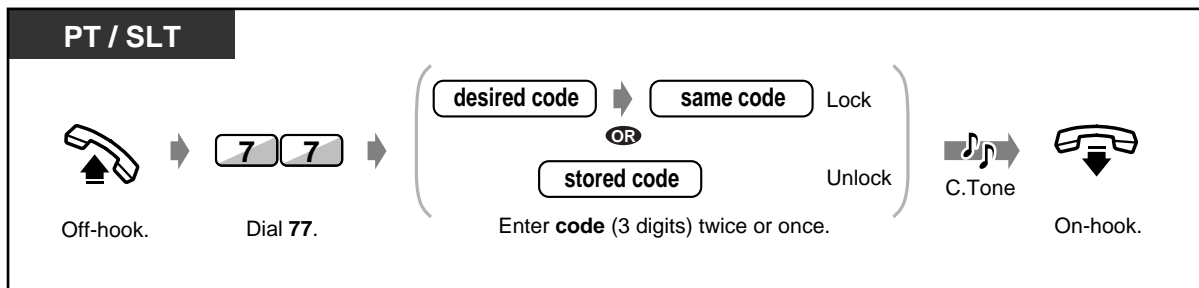 PT / SLT
desired code same code Lock
OR
7 7
stored code Unlock
C.Tone
Off-hook. Dial 77. Enter code (3 digits) twice or once. On-hook.